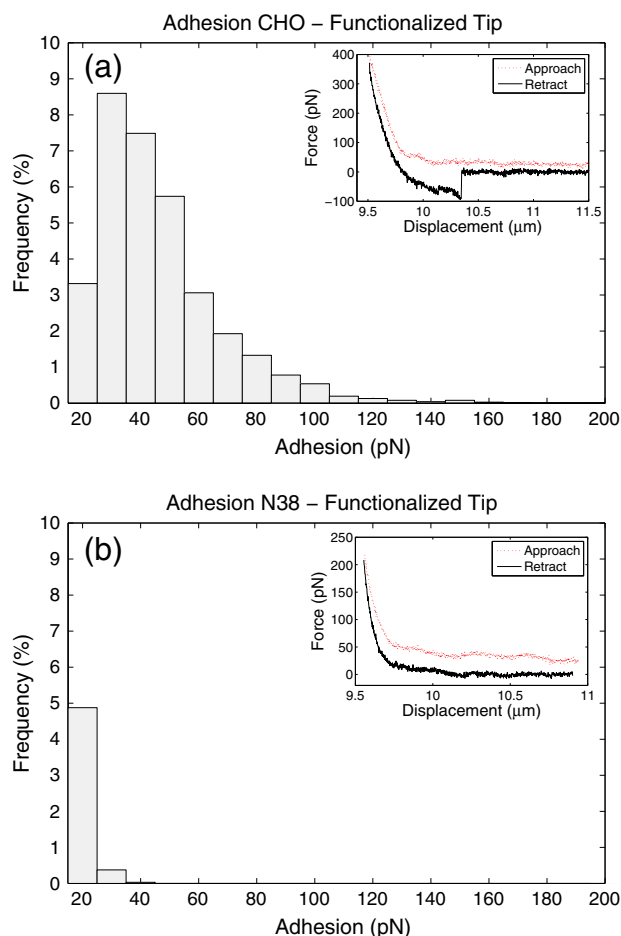 Adhesion CHO – Functionalized Tip
(a)
10
9
8
7
6
5
4
3
2
1
0
Frequency (%)
20 40 60 80 100 120 140 160 180 200
Adhesion (pN)
Approach
Retract
400
300
200
100
0
−100
Force (pN)
9.5 10 10.5 11 11.5
Displacement (μm)
Adhesion N38 – Functionalized Tip
(b)
10
9
8
7
6
5
4
3
2
1
0
Frequency (%)
20 40 60 80 100 120 140 160 180 200
Adhesion (pN)
Approach
Retract
250
200
150
100
50
0
Force (pN)
9.5 10 10.5 11
Displacement (μm)